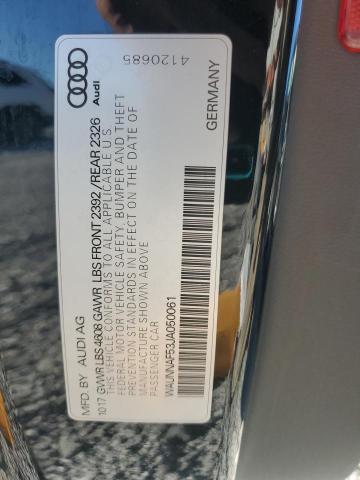 Audi
4120685
MFD. BY AUDI AG
10 17 GVWR LBS 4608 GAWR LBS FRONT 2392 /REAR 2326
THIS VEHICLE CONFORMS TO ALL APPLICABLE U'S
FEDERAL MOTOR VEHICLE SAFETY, BUMPER AND THEFT
PREVENTION STANDARDS IN EFFECT ON THE DATE OF
MANUFACTURE SHOWN ABOVE
PASSENGER CAR
WAUNNAF53JA050061
GERMANY